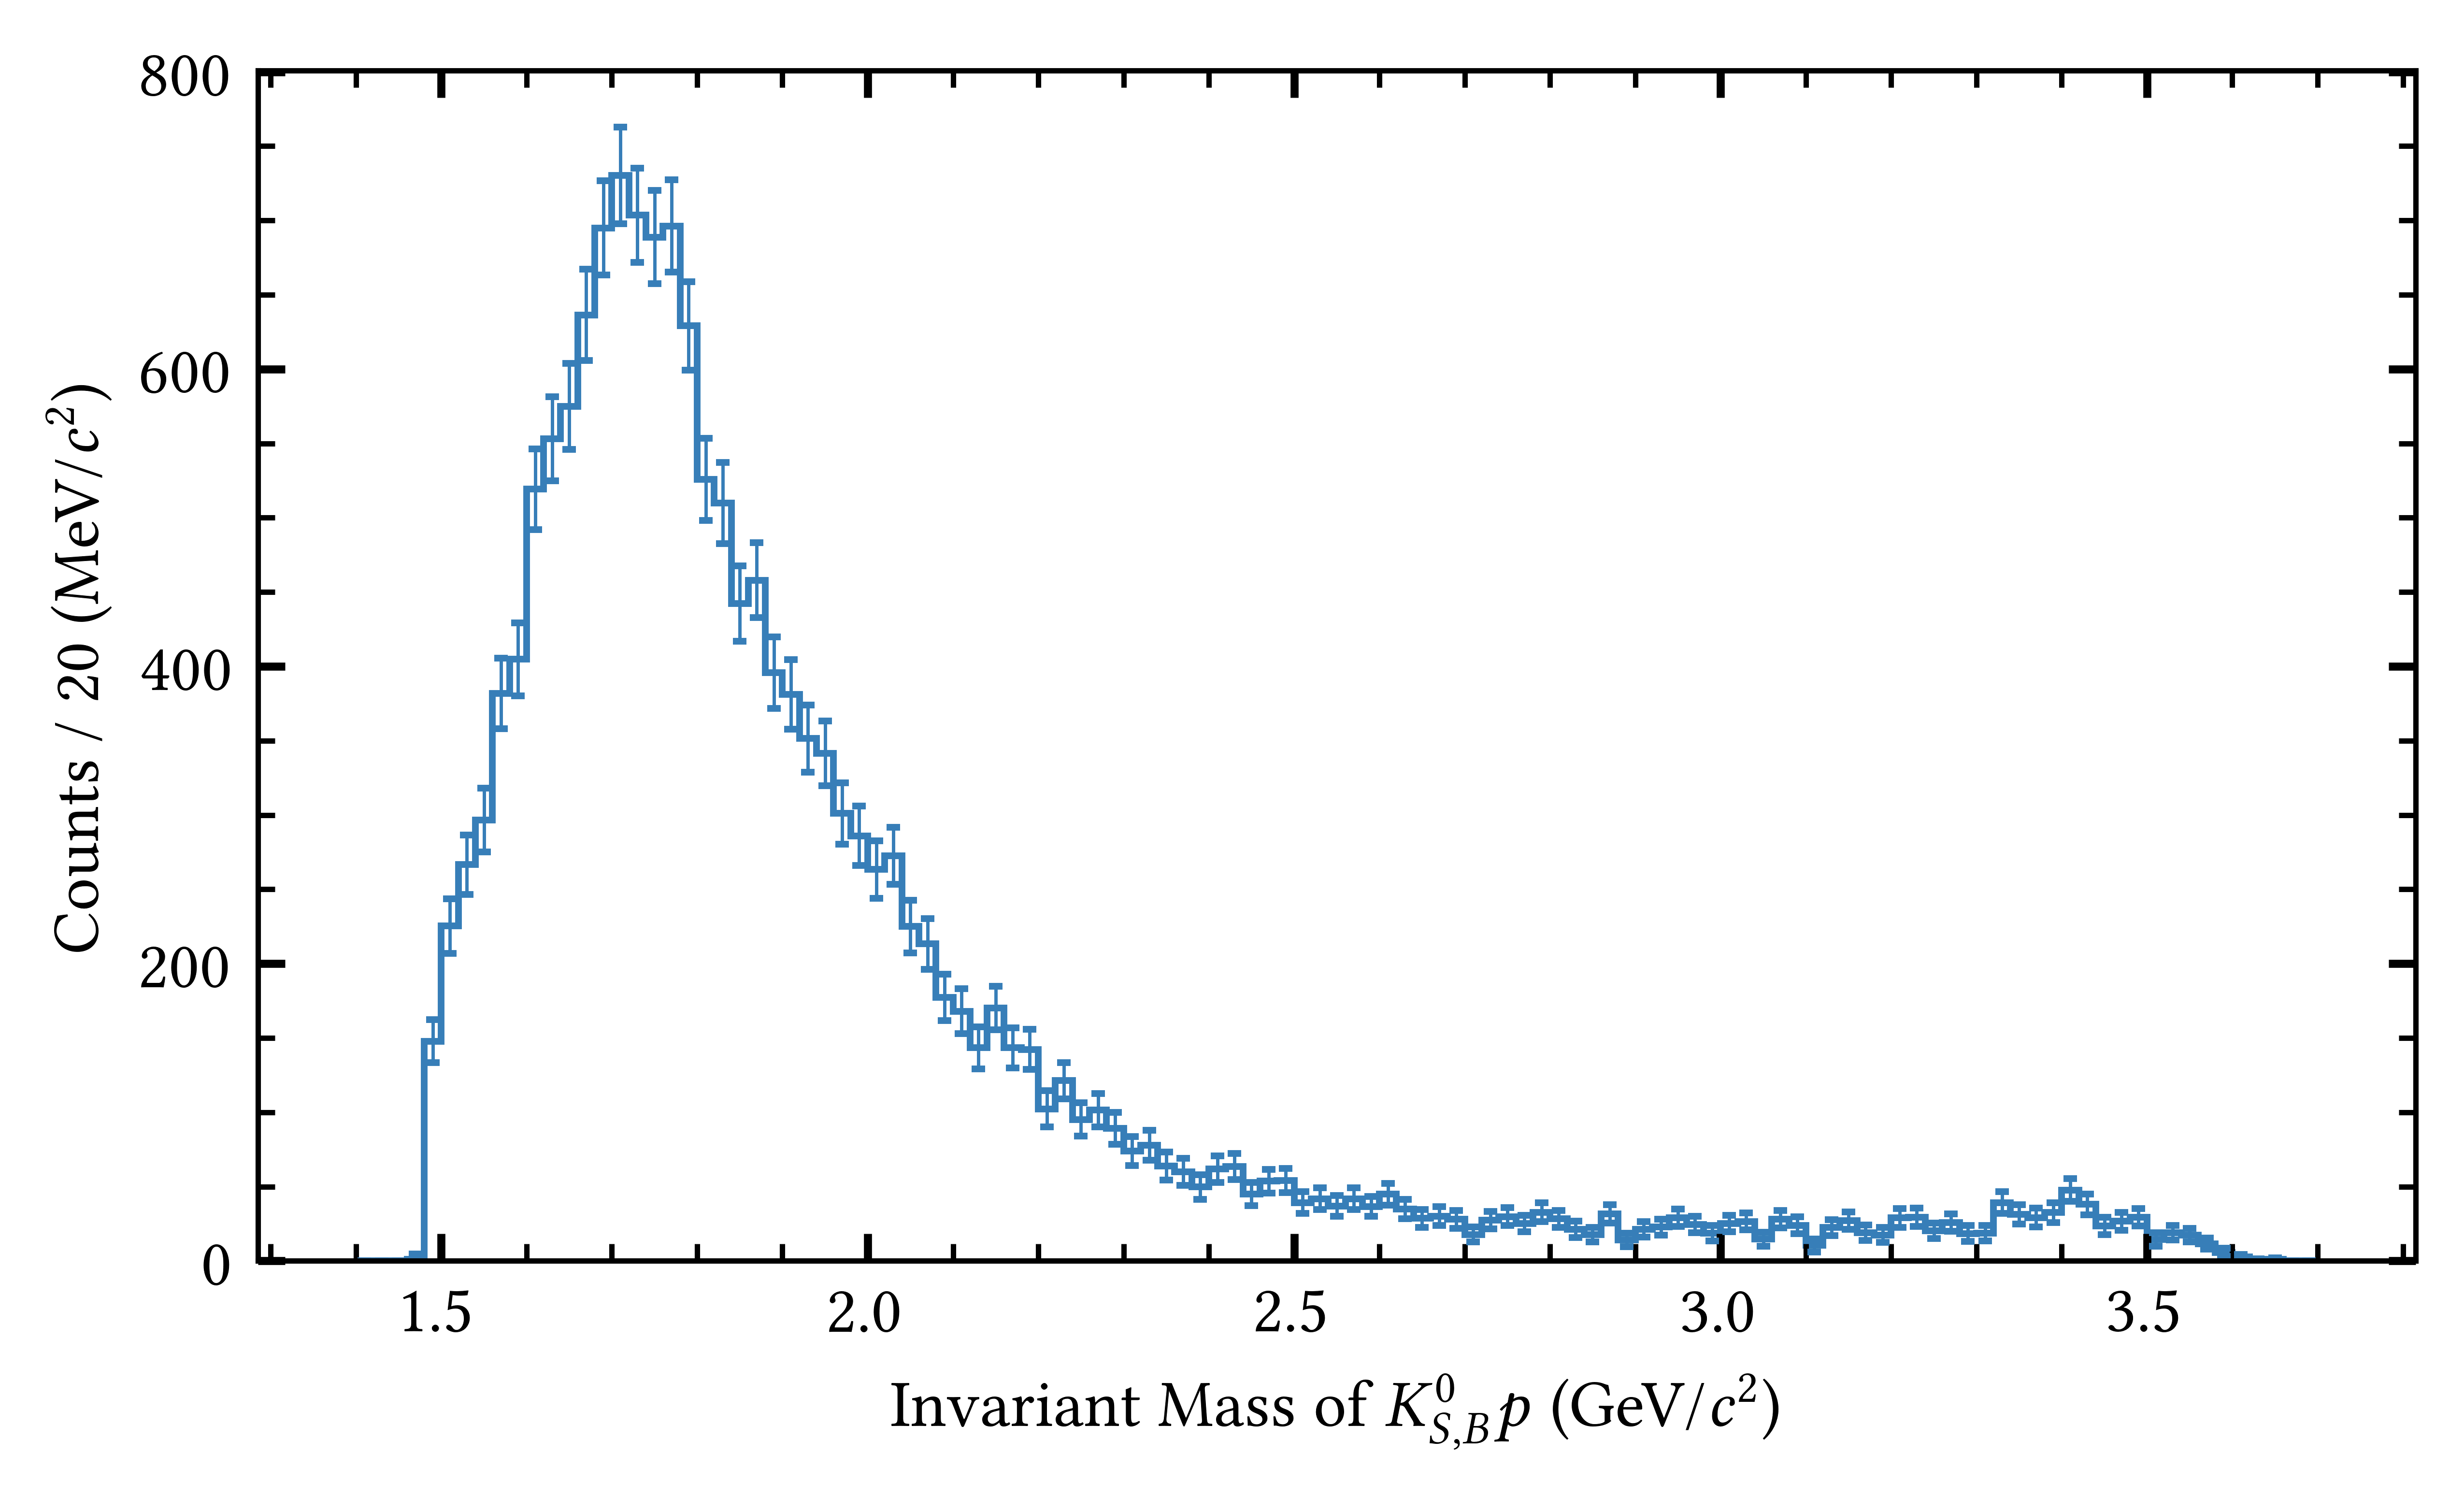 800
600
400
200
0
Counts / 20 (MeV/c²)
1.5 2.0 2.5 3.0 3.5
Invariant Mass of K⁰_{S,B}p (GeV/c²)